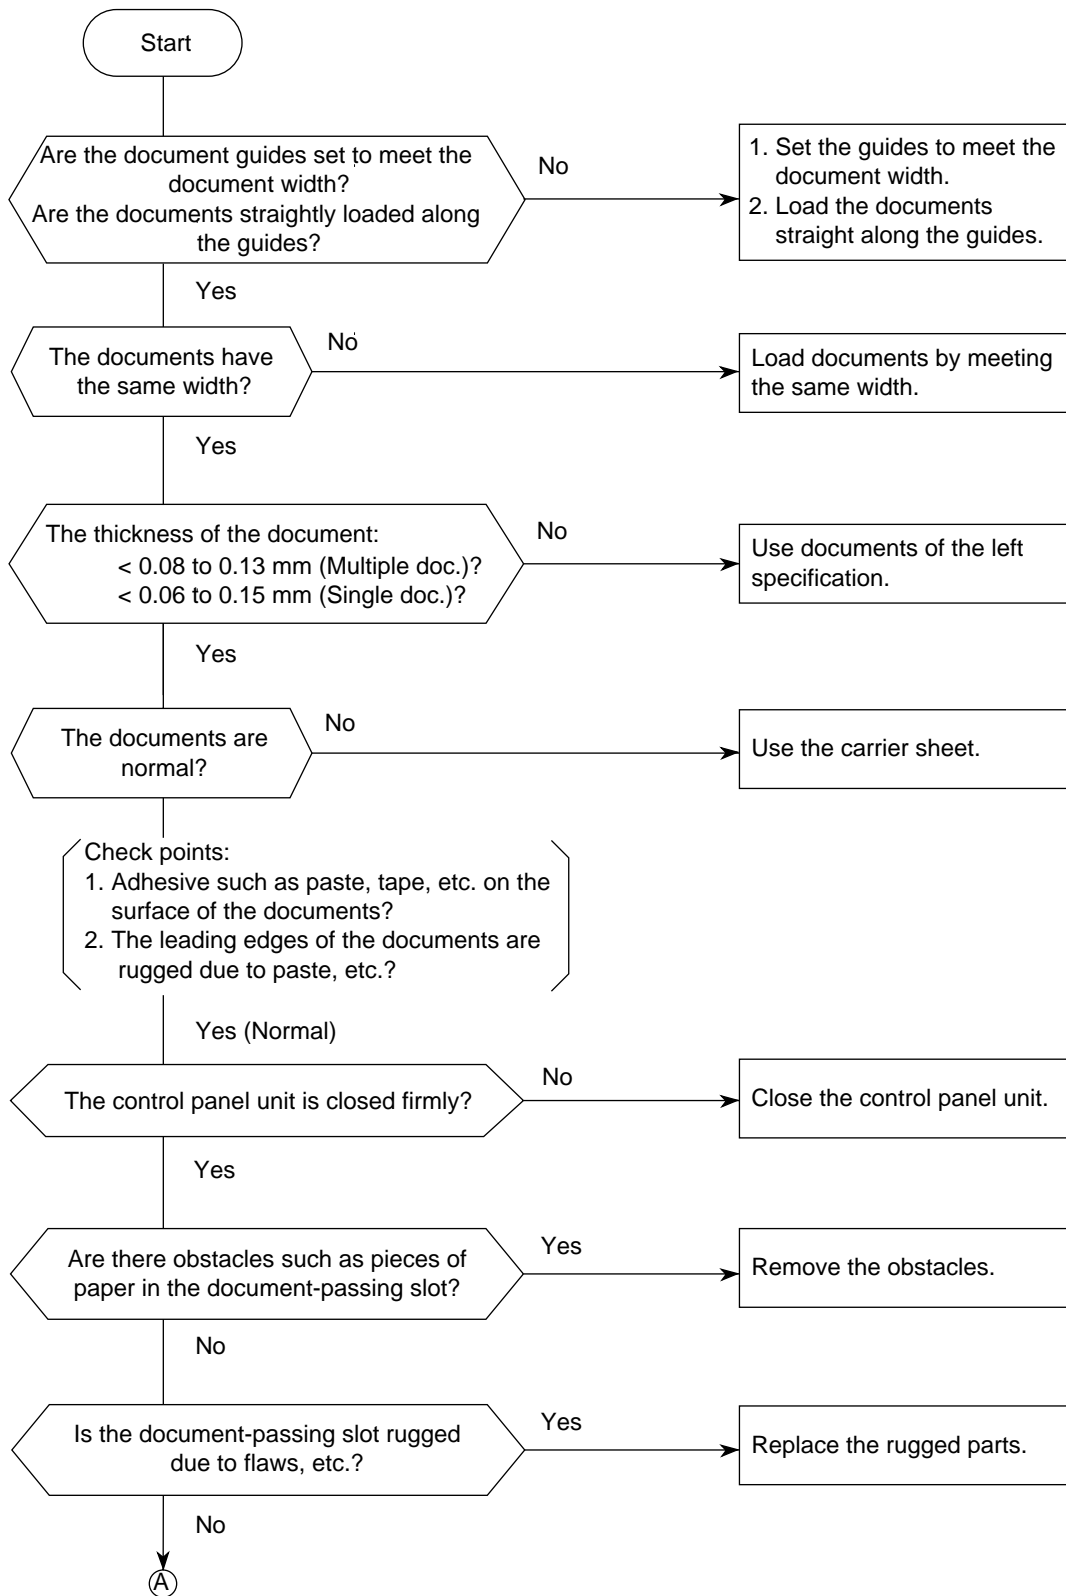 Start
Are the document guides set to meet the
document width?
Are the documents straightly loaded along
the guides?
No
1. Set the guides to meet the
document width.
2. Load the documents
straight along the guides.
Yes
The documents have
the same width?
No
Load documents by meeting
the same width.
Yes
The thickness of the document:
< 0.08 to 0.13 mm (Multiple doc.)?
< 0.06 to 0.15 mm (Single doc.)?
No
Use documents of the left
specification.
Yes
The documents are
normal?
No
Use the carrier sheet.
Check points:
1. Adhesive such as paste, tape, etc. on the
surface of the documents?
2. The leading edges of the documents are
rugged due to paste, etc.?
Yes (Normal)
The control panel unit is closed firmly?
No
Close the control panel unit.
Yes
Are there obstacles such as pieces of
paper in the document-passing slot?
Yes
Remove the obstacles.
No
Is the document-passing slot rugged
due to flaws, etc.?
Yes
Replace the rugged parts.
No
A